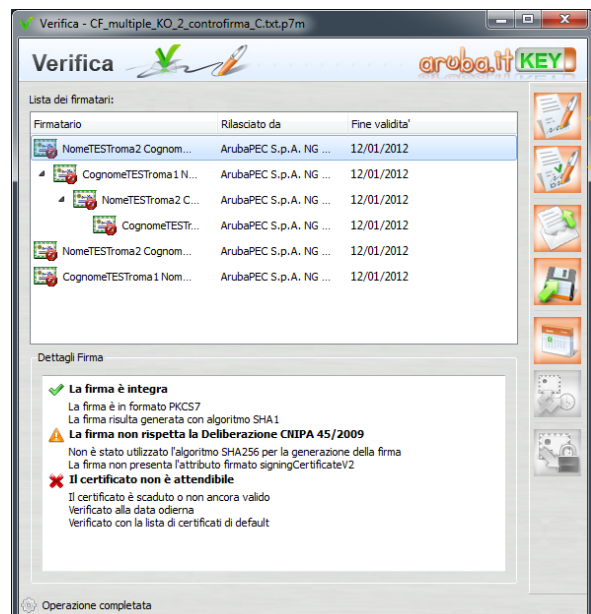 Verifica - CF_multiple_KO_2_controfirma_C.txt.p7m
Verifica
aruba.it KEY
Lista dei firmatari:
Firmatario Rilasciato da Fine validita'
NomeTESTroma2 Cognom... ArubaPEC S.p.A. NG ... 12/01/2012
CognomeTESTroma1 N... ArubaPEC S.p.A. NG ... 12/01/2012
NomeTESTroma2 C... ArubaPEC S.p.A. NG ... 12/01/2012
CognomeTESTr... ArubaPEC S.p.A. NG ... 12/01/2012
NomeTESTroma2 Cognom... ArubaPEC S.p.A. NG ... 12/01/2012
CognomeTESTroma1 Nom... ArubaPEC S.p.A. NG ... 12/01/2012
Dettagli Firma
La firma è integra
La firma è in formato PKCS7
La firma risulta generata con algoritmo SHA1
La firma non rispetta la Deliberazione CNIPA 45/2009
Non è stato utilizzato l'algoritmo SHA256 per la generazione della firma
La firma non presenta l'attributo firmato signingCertificateV2
Il certificato non è attendibile
Il certificato è scaduto o non ancora valido
Verificato alla data odierna
Verificato con la lista di certificati di default
Operazione completata